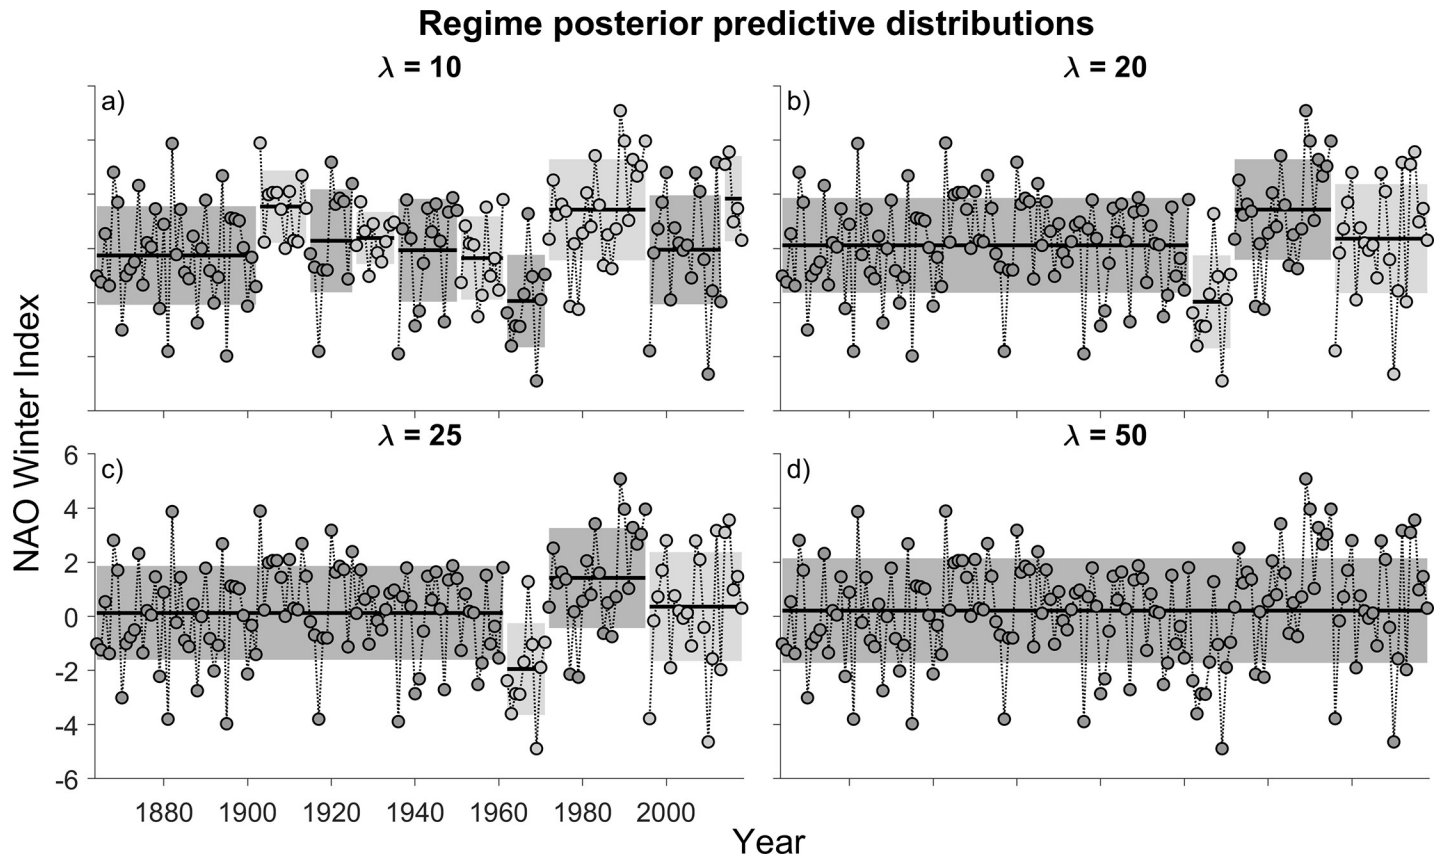 Regime posterior predictive distributions
λ = 10
λ = 20
a)
b)
λ = 25
λ = 50
c)
d)
NAO Winter Index
6
4
2
0
-2
-4
-6
1880 1900 1920 1940 1960 1980 2000
Year